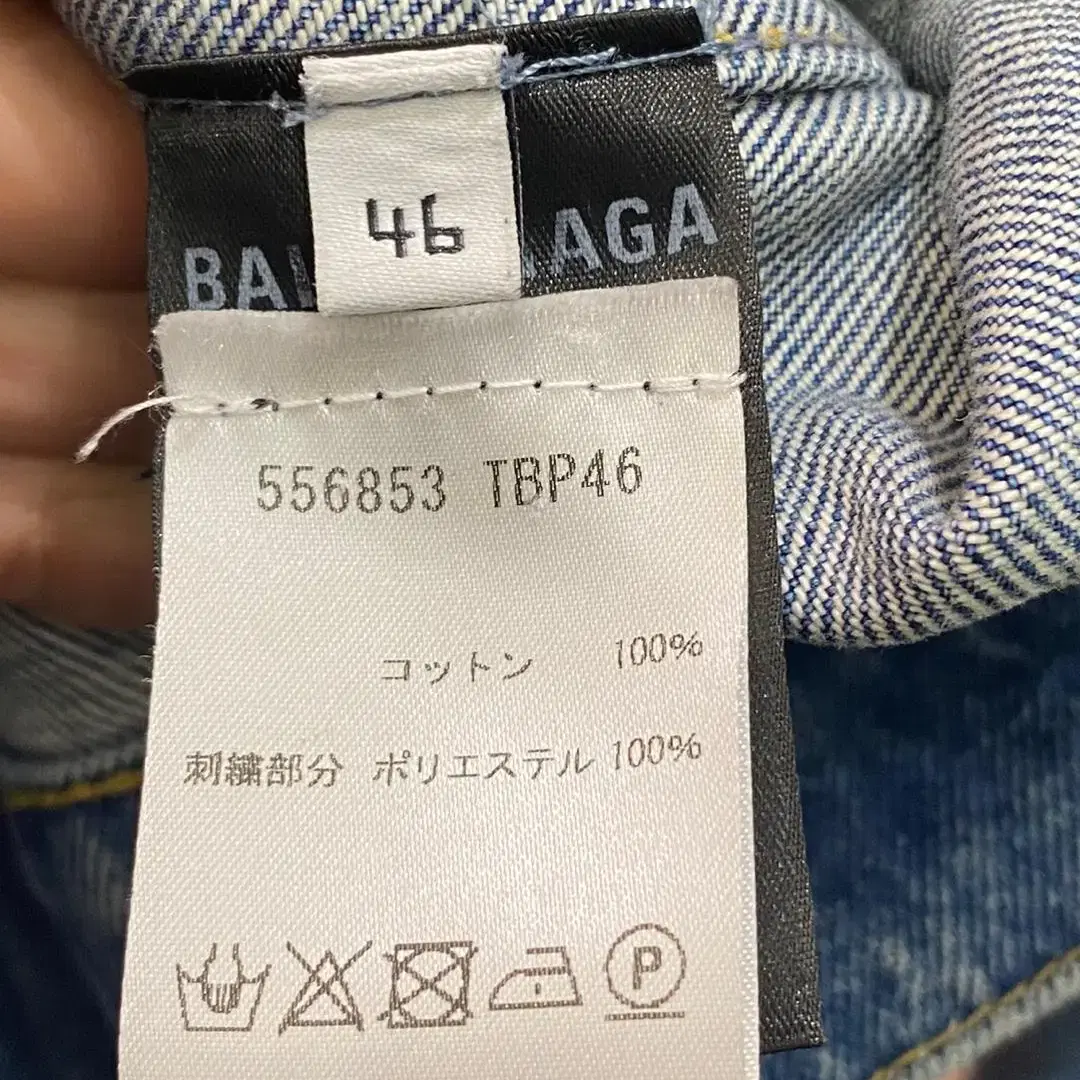 46
BAL AGA
556853 TBP46
コットン 100%
刺繍部分 ポリエステル 100%
P